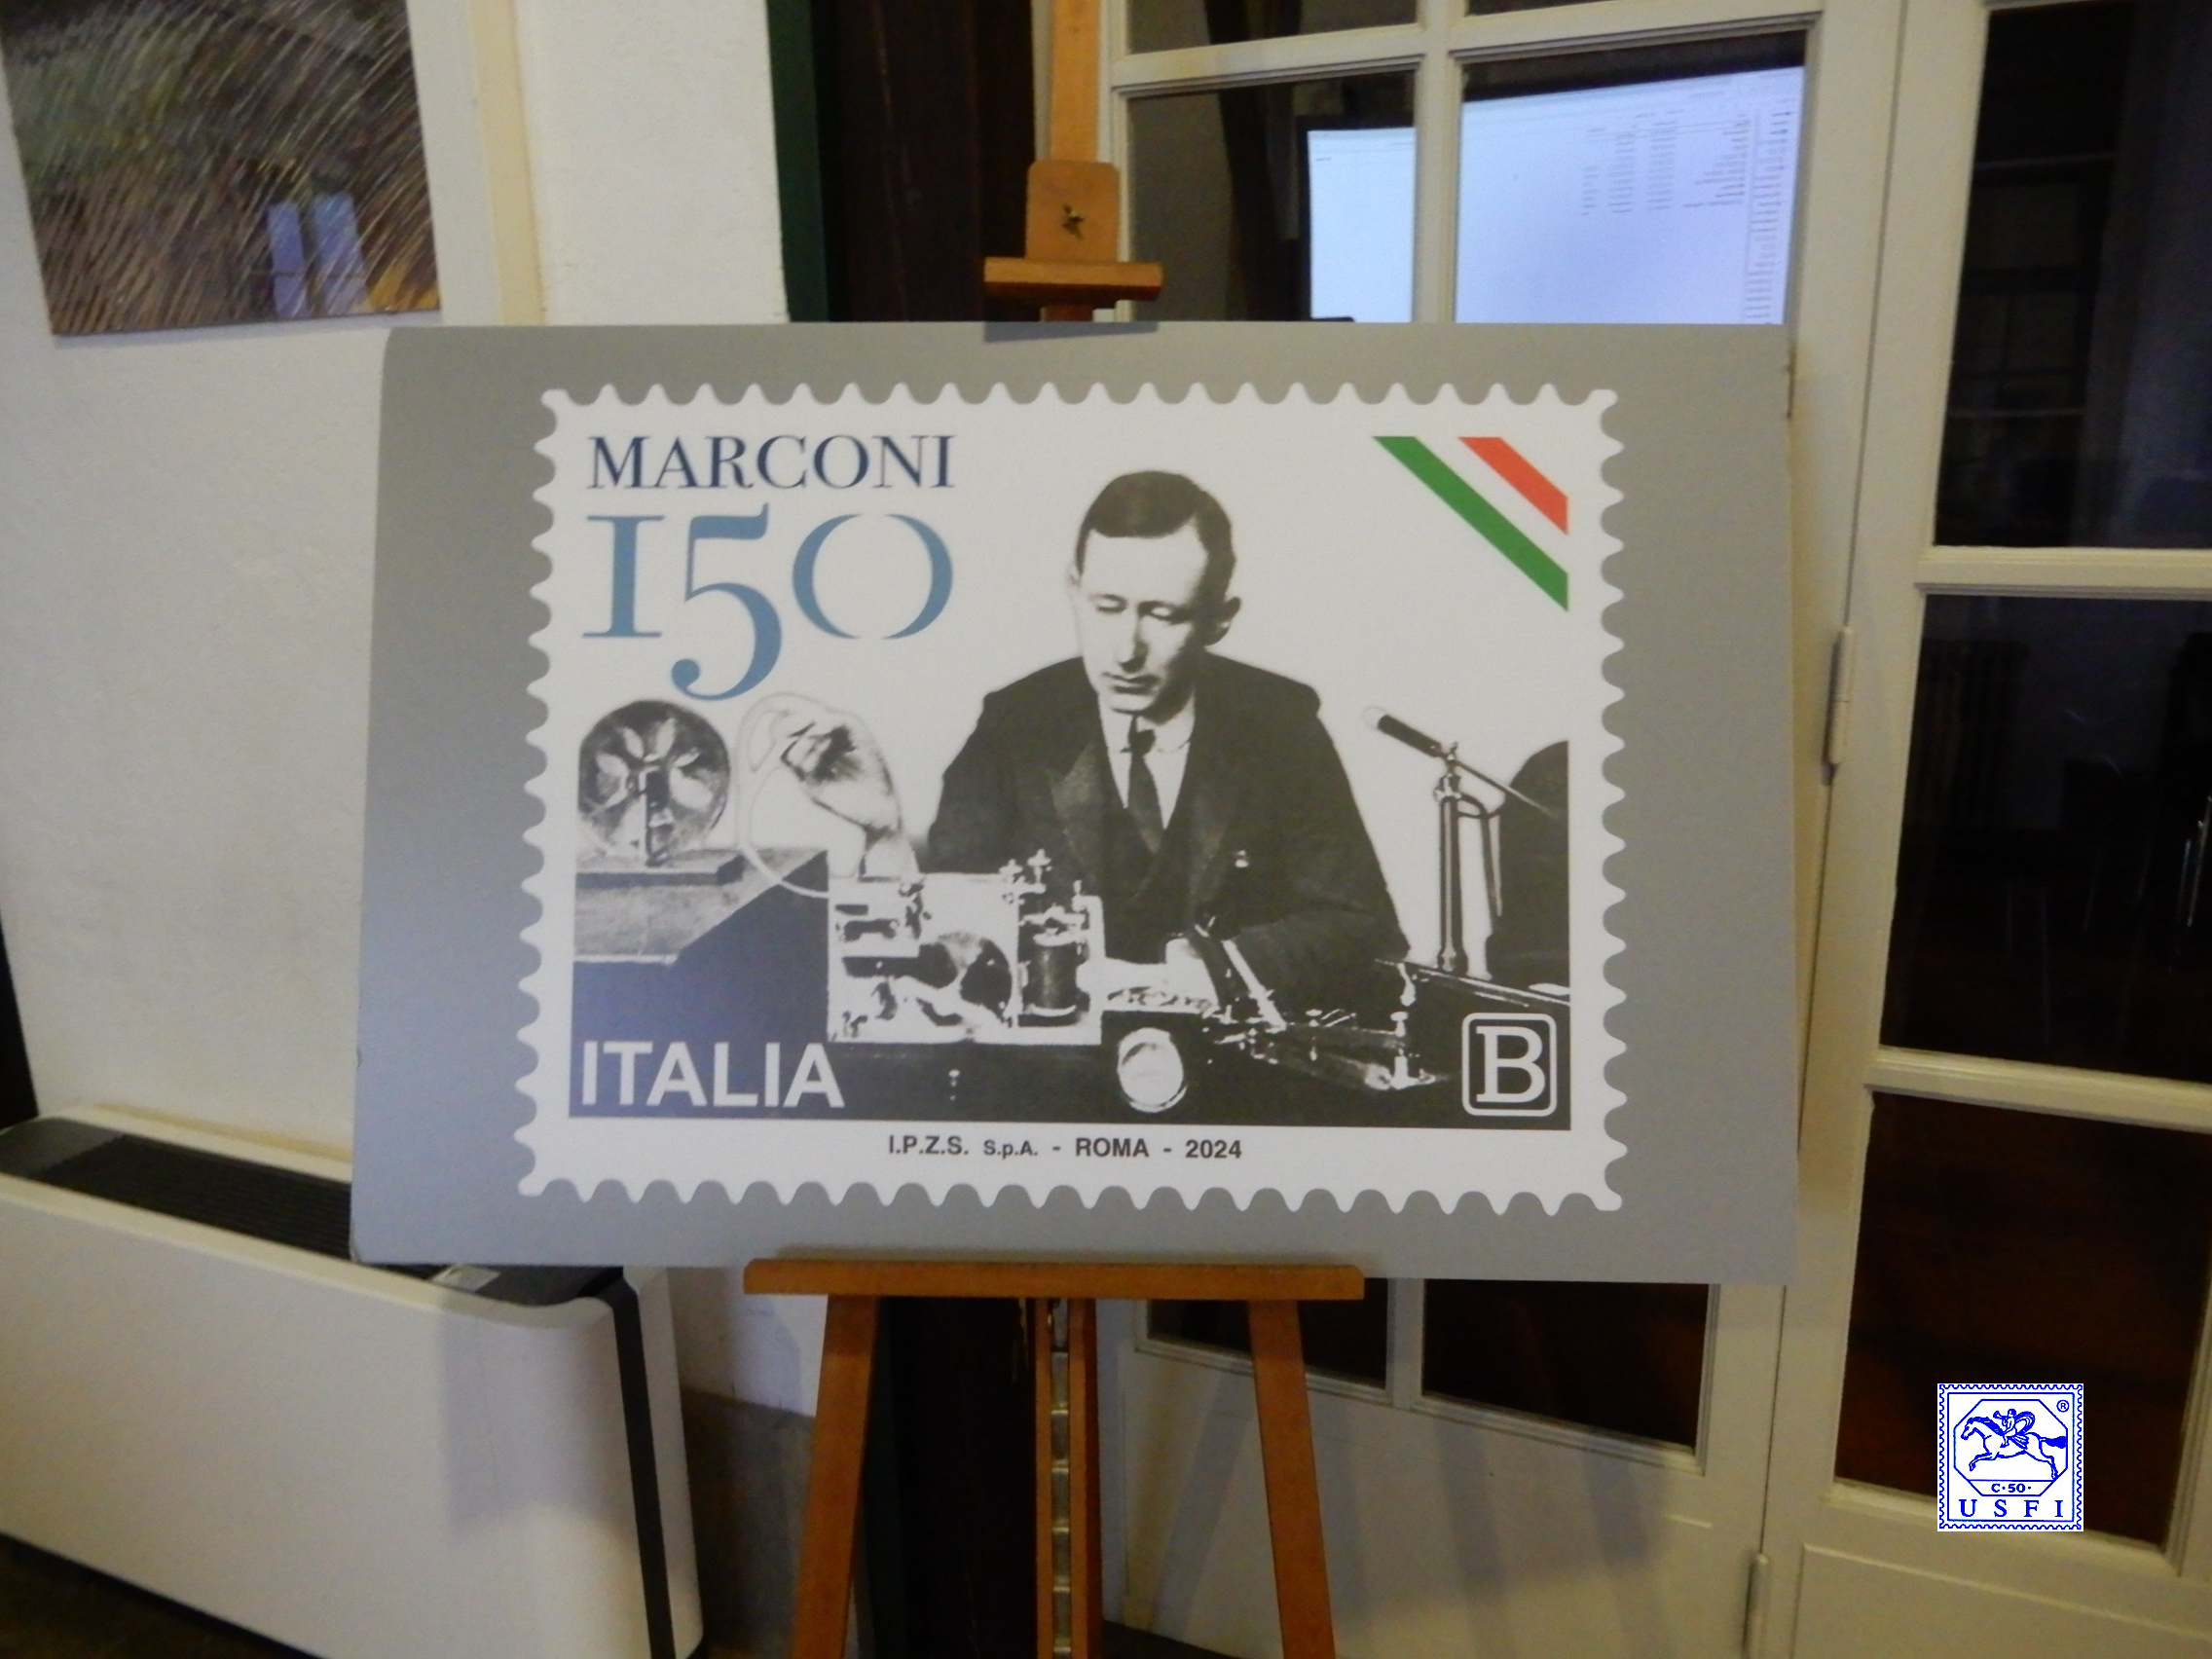 MARCONI
150
ITALIA
B
I.P.Z.S. S.p.A. - ROMA - 2024
®
C·50·
USFI